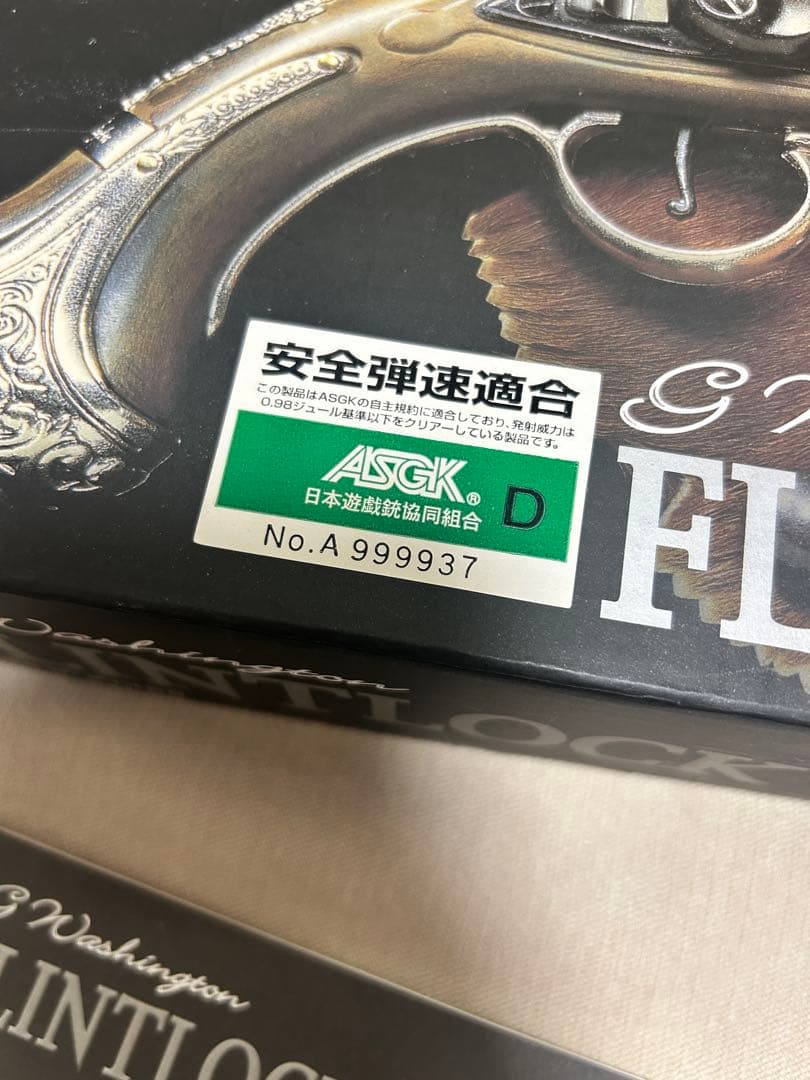 安全弾速適合
この製品はASGKの自主規約に適合しており、発射威力は
0.98ジュール基準以下をクリアーしている製品です。
ASGK®
日本遊戯銃協同組合
D
No.A 999937
G
FL
Washington
LINTLOCK
G Washington
LINTLOC